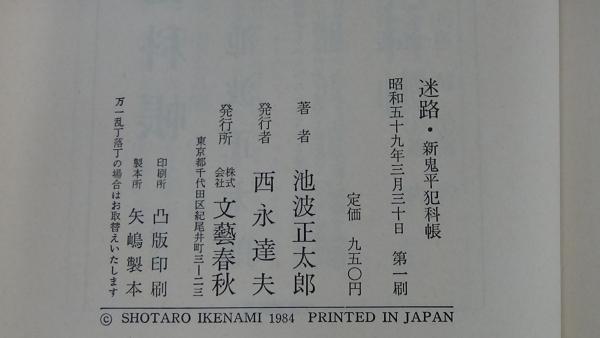 迷路・新鬼平犯科帳
昭和五十九年三月三十日　第一刷
定価　九五〇円
著者　池波正太郎
発行者　西永達夫
発行所　株式会社　文藝春秋
東京都千代田区紀尾井町三―二三
印刷所　凸版印刷
製本所　矢嶋製本
万一乱丁落丁の場合はお取替えいたします
© SHOTARO IKENAMI 1984　PRINTED IN JAPAN